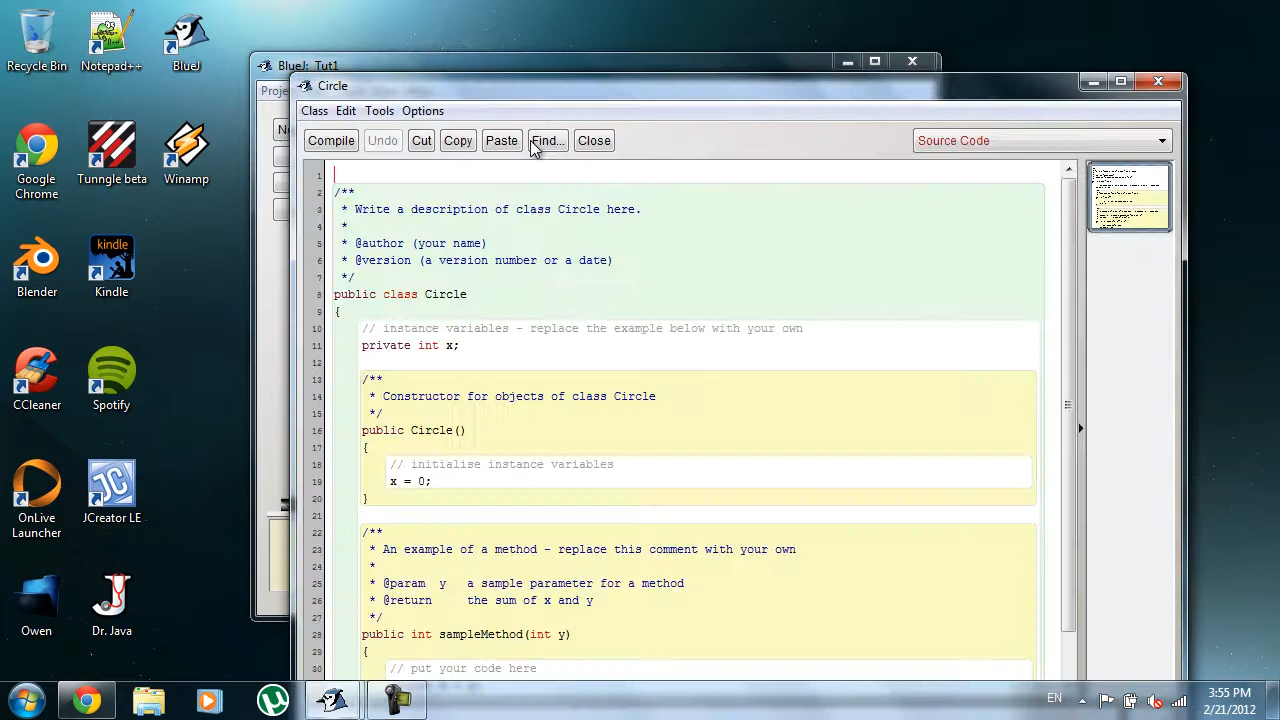 Recycle Bin
Notepad++
BlueJ
Google Chrome
Tunngle beta
Winamp
Blender
kindle
Kindle
CCleaner
Spotify
OnLive Launcher
JC
JCreator LE
Owen
Dr. Java
BlueJ: Tut1
Circle
Class Edit Tools Options
Compile Undo Cut Copy Paste Find... Close
Source Code
1
2 /**
3 * Write a description of class Circle here.
4 *
5 * @author (your name)
6 * @version (a version number or a date)
7 */
8 public class Circle
9 {
10 // instance variables - replace the example below with your own
11 private int x;
12
13 /**
14 * Constructor for objects of class Circle
15 */
16 public Circle()
17 {
18 // initialise instance variables
19 x = 0;
20 }
21
22 /**
23 * An example of a method - replace this comment with your own
24 *
25 * @param y a sample parameter for a method
26 * @return the sum of x and y
27 */
28 public int sampleMethod(int y)
29 {
30 // put your code here
EN
3:55 PM
2/21/2012